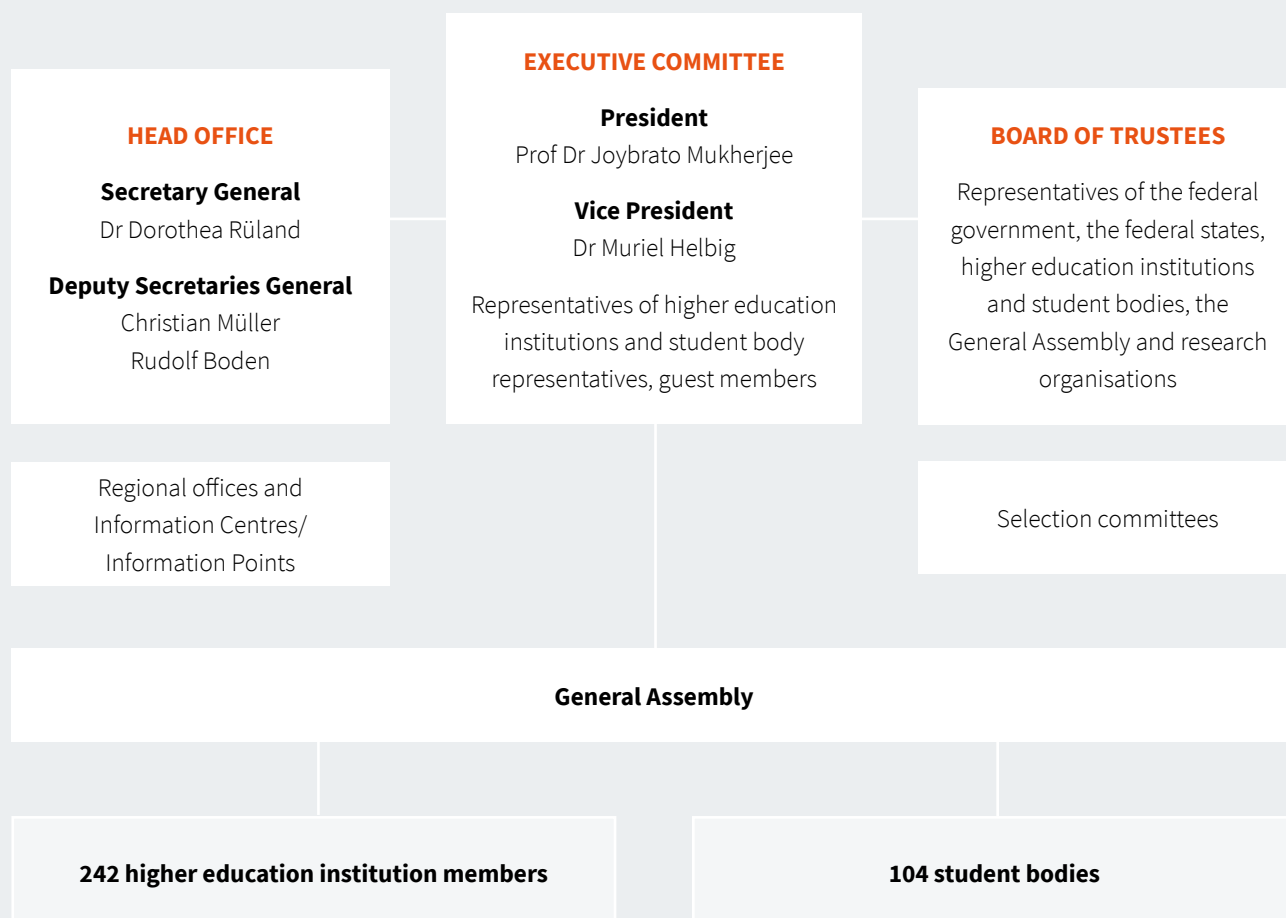 HEAD OFFICE
Secretary General
Dr Dorothea Rüland
Deputy Secretaries General
Christian Müller
Rudolf Boden
EXECUTIVE COMMITTEE
President
Prof Dr Joybrato Mukherjee
Vice President
Dr Muriel Helbig
Representatives of higher education
institutions and student body
representatives, guest members
BOARD OF TRUSTEES
Representatives of the federal
government, the federal states,
higher education institutions
and student bodies, the
General Assembly and research
organisations
Regional offices and
Information Centres/
Information Points
Selection committees
General Assembly
242 higher education institution members
104 student bodies